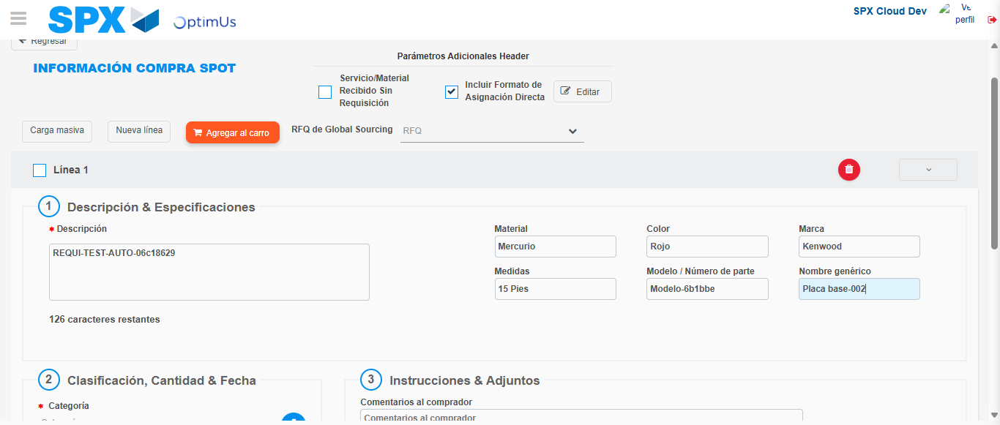 SPX
OptimUs
SPX Cloud Dev
Ve
perfil
Regresar
INFORMACIÓN COMPRA SPOT
Parámetros Adicionales Header
Servicio/Material
Recibido Sin
Requisición
Incluir Formato de
Asignación Directa
Editar
Carga masiva
Nueva línea
Agregar al carro
RFQ de Global Sourcing
RFQ
Línea 1
1 Descripción & Especificaciones
* Descripción
REQUI-TEST-AUTO-06c18629
126 caracteres restantes
Material
Mercurio
Color
Rojo
Marca
Kenwood
Medidas
15 Pies
Modelo / Número de parte
Modelo-6b1bbe
Nombre genérico
Placa base-002
2 Clasificación, Cantidad & Fecha
* Categoría
3 Instrucciones & Adjuntos
Comentarios al comprador
Comentarios al comprador